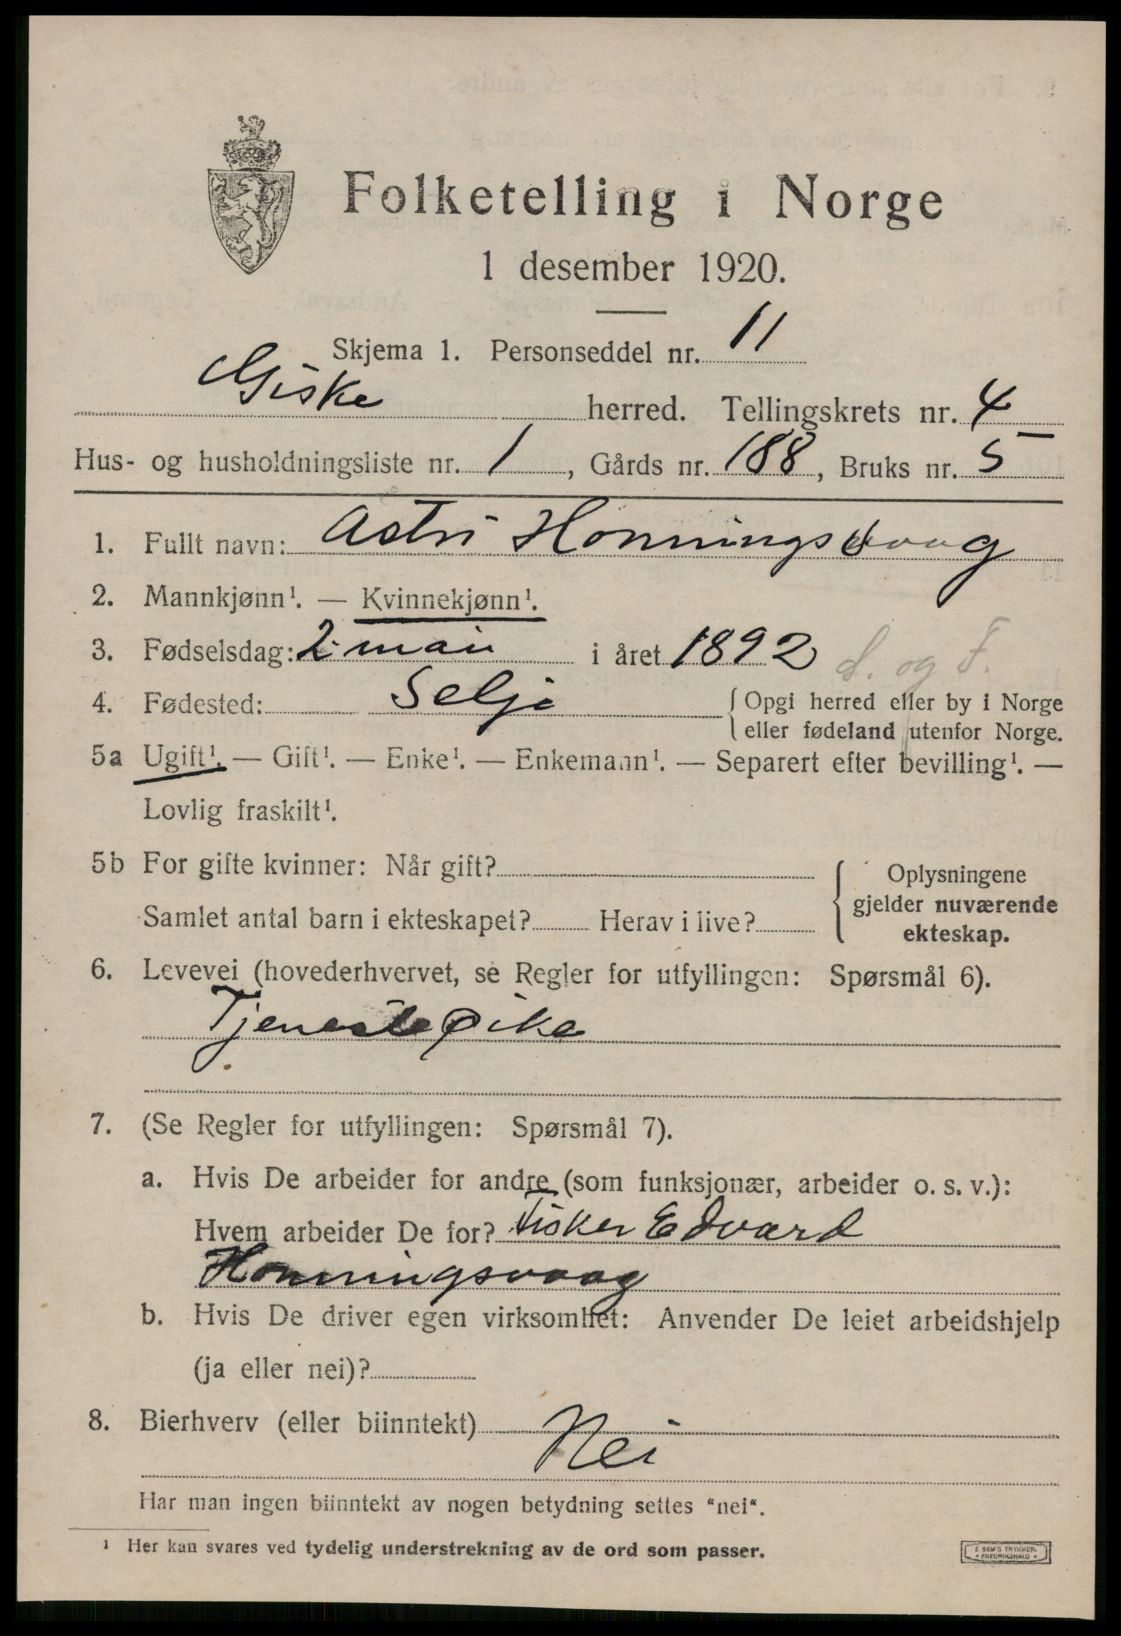 Folketelling i Norge
1 desember 1920.
Skjema 1. Personseddel nr. 11
Giske herred. Tellingskrets nr. 4
Hus- og husholdningsliste nr. 1, Gårds nr. 188, Bruks nr. 5
1. Fullt navn: Astri Honningsvaag
2. Mannkjønn¹. — Kvinnekjønn¹.
3. Fødselsdag: 2 mai i året 1892 d. og F.
4. Fødested: Selje { Opgi herred eller by i Norge
eller fødeland utenfor Norge.
5a Ugift¹. — Gift¹. — Enke¹. — Enkemann¹. — Separert efter bevilling¹. —
Lovlig fraskilt¹.
5b For gifte kvinner: Når gift?
Samlet antal barn i ekteskapet? Herav i live?
{ Oplysningene
gjelder nuværende
ekteskap.
6. Levevei (hovederhvervet, se Regler for utfyllingen: Spørsmål 6).
Tjenestepike
7. (Se Regler for utfyllingen: Spørsmål 7).
a. Hvis De arbeider for andre (som funksjonær, arbeider o. s. v.):
Hvem arbeider De for? Fisker Edvard
Honningsvaag
b. Hvis De driver egen virksomhet: Anvender De leiet arbeidshjelp
(ja eller nei)?
8. Bierhverv (eller biinntekt) Nei
Har man ingen biinntekt av nogen betydning settes "nei".
¹ Her kan svares ved tydelig understrekning av de ord som passer.
E. SEM'S TRYKKERI
• FREDRIKSHALD •